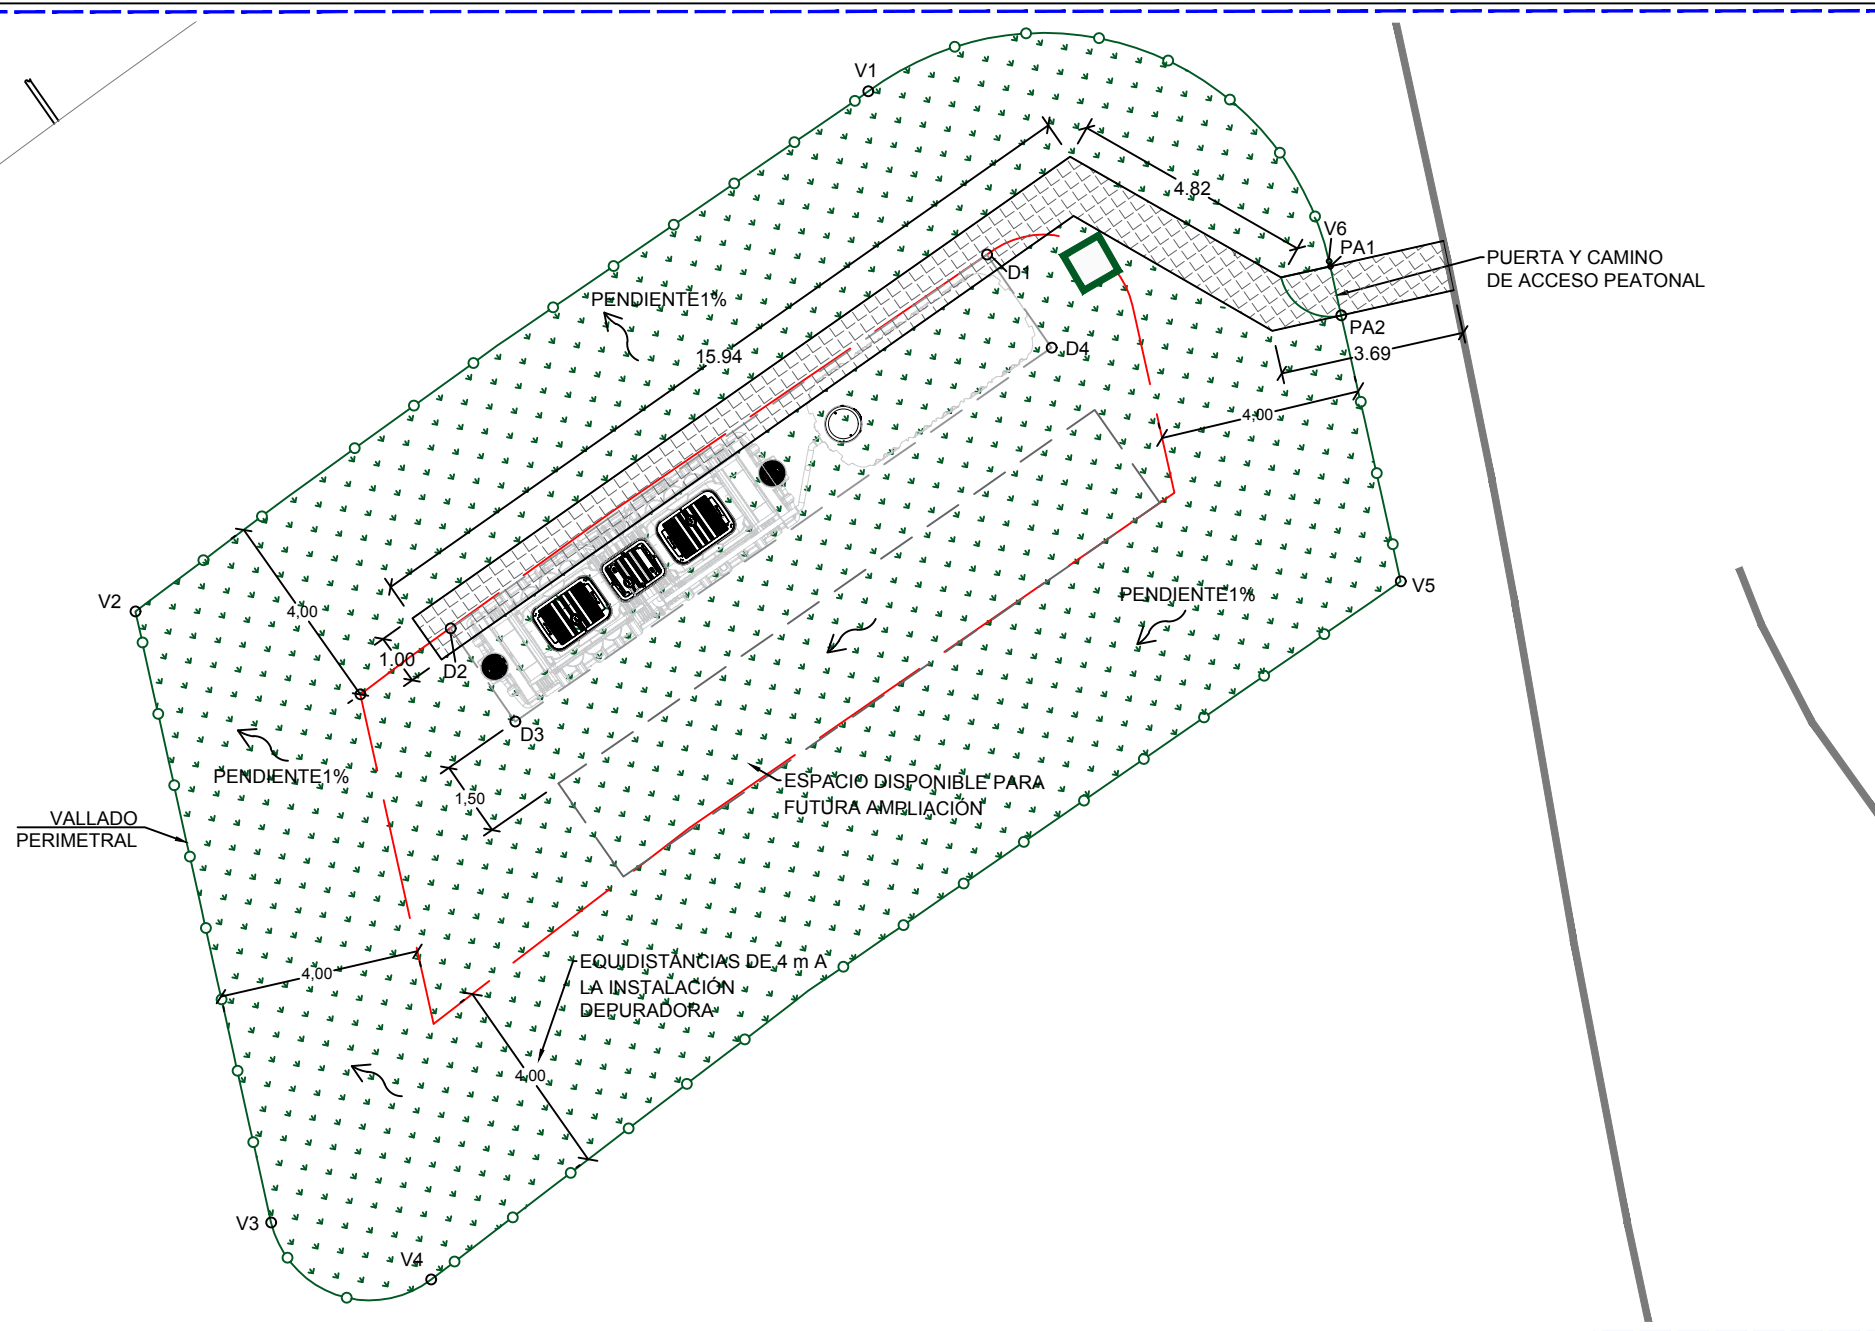 V1
4.82
V6
PA1
PUERTA Y CAMINO
DE ACCESO PEATONAL
D1
PENDIENTE1%
PA2
15.94
D4
3.69
4,00
V5
PENDIENTE1%
V2
4,00
1.00
D2
D3
PENDIENTE1%
ESPACIO DISPONIBLE PARA
FUTURA AMPLIACIÓN
1,50
VALLADO
PERIMETRAL
EQUIDISTANCIAS DE 4 m A
LA INSTALACIÓN
DEPURADORA
4,00
4,00
V3
V4